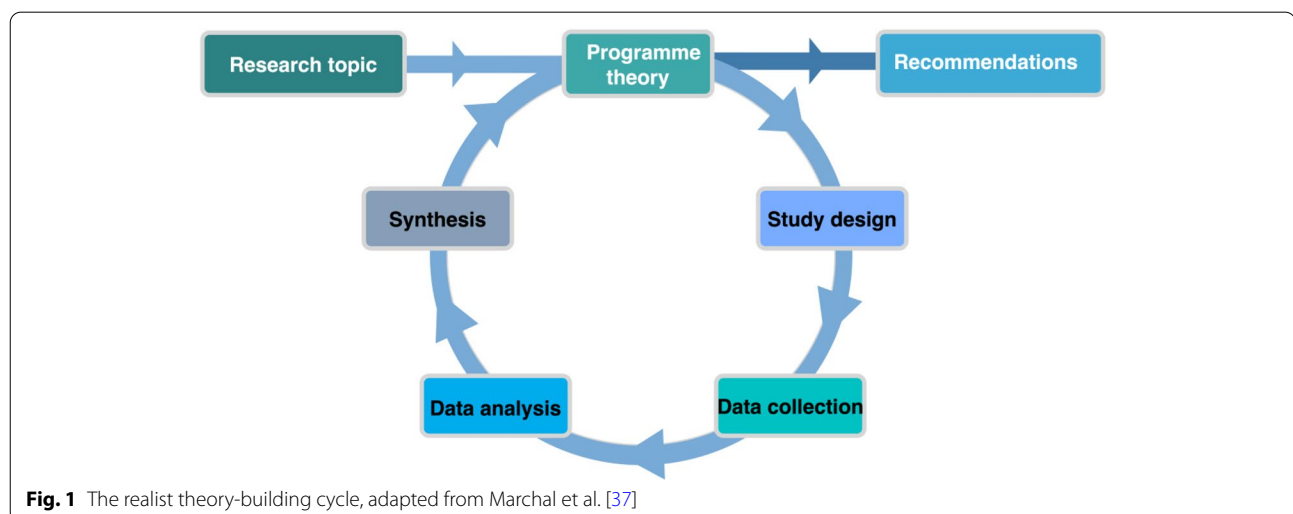 Research topic
Programme
theory
Recommendations
Synthesis
Study design
Data analysis
Data collection
Fig. 1 The realist theory-building cycle, adapted from Marchal et al. [37]